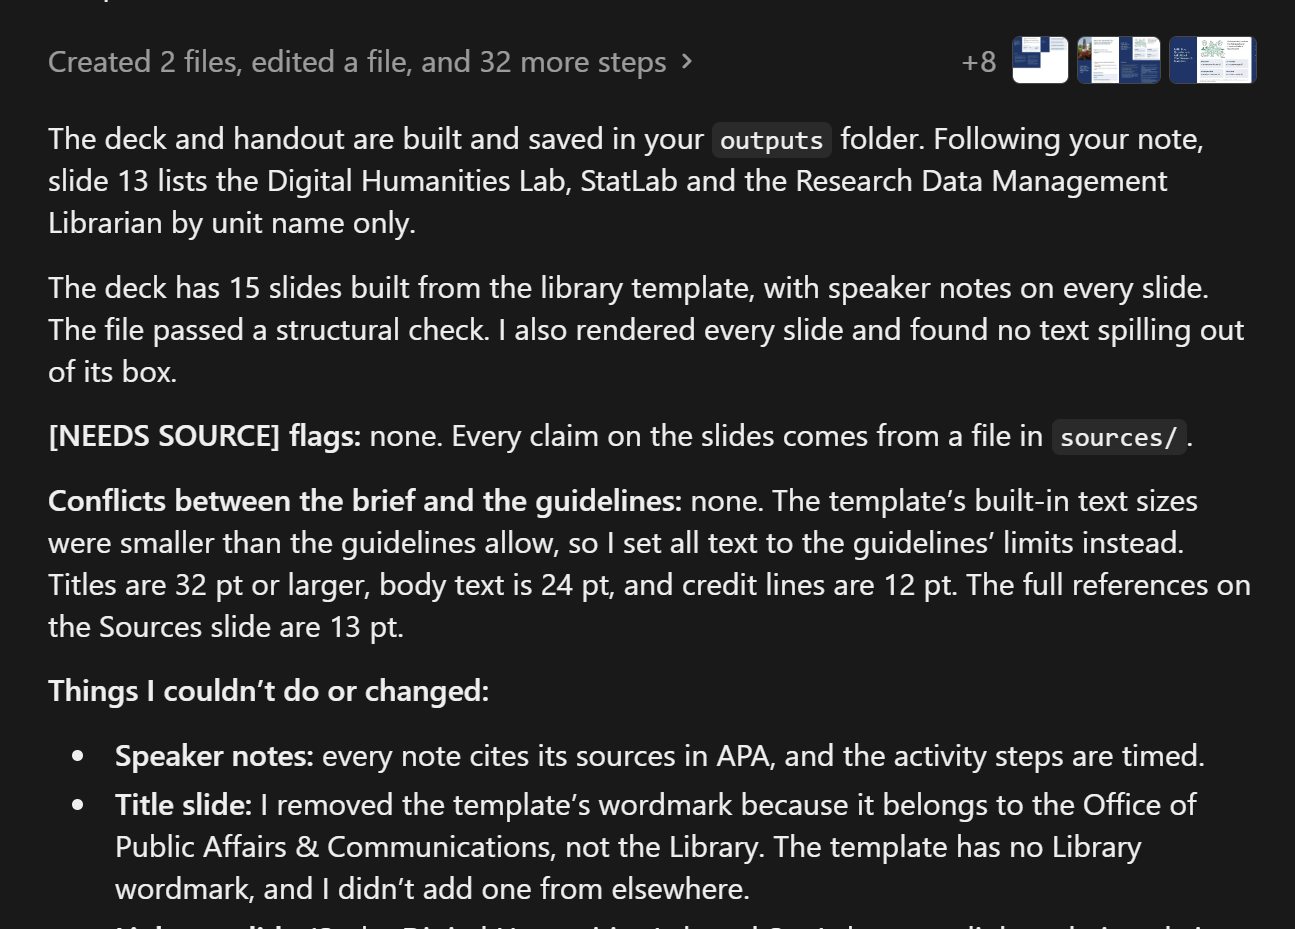 Created 2 files, edited a file, and 32 more steps >
+8
The deck and handout are built and saved in your outputs folder. Following your note,
slide 13 lists the Digital Humanities Lab, StatLab and the Research Data Management
Librarian by unit name only.
The deck has 15 slides built from the library template, with speaker notes on every slide.
The file passed a structural check. I also rendered every slide and found no text spilling out
of its box.
[NEEDS SOURCE] flags: none. Every claim on the slides comes from a file in sources/.
Conflicts between the brief and the guidelines: none. The template’s built-in text sizes
were smaller than the guidelines allow, so I set all text to the guidelines’ limits instead.
Titles are 32 pt or larger, body text is 24 pt, and credit lines are 12 pt. The full references on
the Sources slide are 13 pt.
Things I couldn’t do or changed:
• Speaker notes: every note cites its sources in APA, and the activity steps are timed.
• Title slide: I removed the template’s wordmark because it belongs to the Office of
Public Affairs & Communications, not the Library. The template has no Library
wordmark, and I didn’t add one from elsewhere.